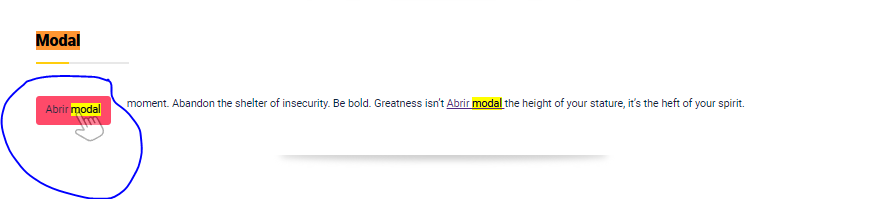 Modal
Abrir modal moment. Abandon the shelter of insecurity. Be bold. Greatness isn’t Abrir modal the height of your stature, it’s the heft of your spirit.